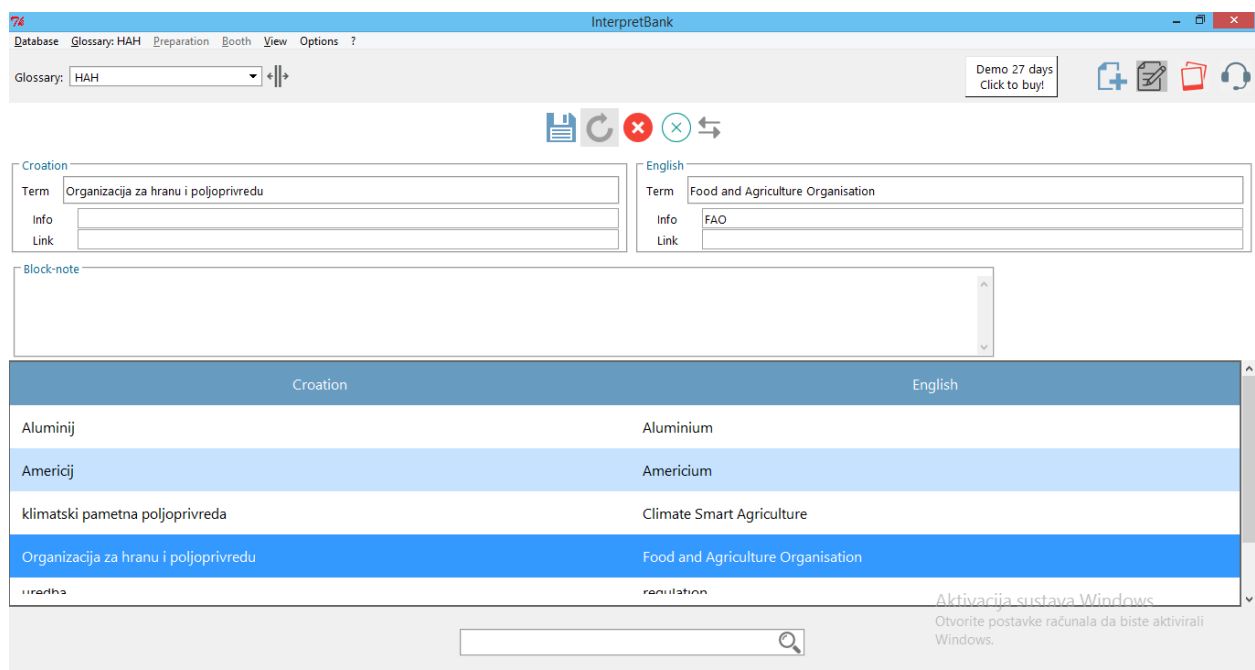 InterpretBank
Database Glossary: HAH Preparation Booth View Options ?
Glossary: HAH
Demo 27 days
Click to buy!
Croation
Term Organizacija za hranu i poljoprivredu
Info
Link
English
Term Food and Agriculture Organisation
Info FAO
Link
Block-note
Croation English
Aluminij Aluminium
Americij Americium
klimatski pametna poljoprivreda Climate Smart Agriculture
Organizacija za hranu i poljoprivredu Food and Agriculture Organisation
uredba regulation
Aktivacija sustava Windows
Otvorite postavke računala da biste aktivirali
Windows.